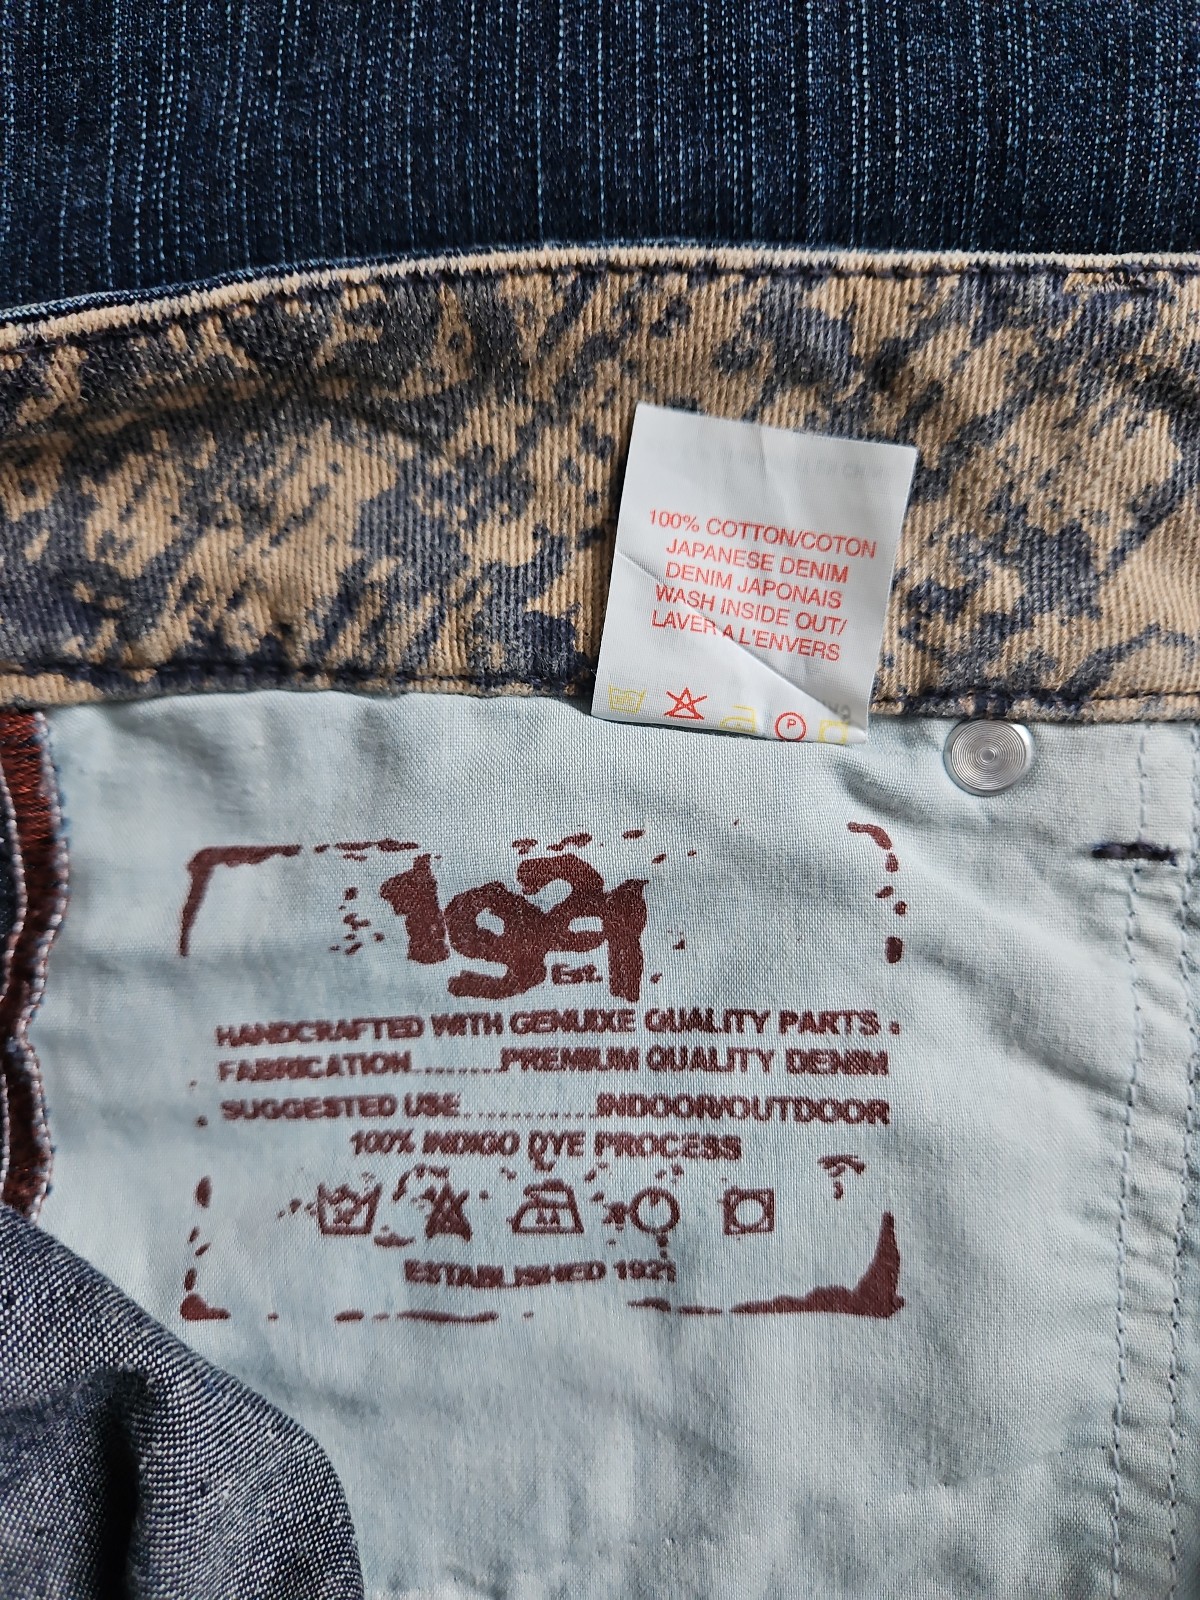 100% COTTON/COTON
JAPANESE DENIM
DENIM JAPONAIS
WASH INSIDE OUT/
LAVER A L'ENVERS
P
1921
Est.
HANDCRAFTED WITH GENUIXE QUALITY PARTS.
FABRICATION........PREMIUM QUALITY DENIM
SUGGESTED USE............INDOOR/OUTDOOR
100% INDIGO DYE PROCESS
ESTABLISHED 1921